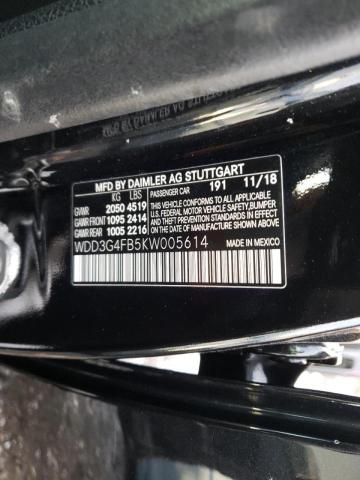 MFD BY DAIMLER AG STUTTGART
KG LBS PASSENGER CAR 191 11/18
GVWR 2050 4519
GAWR FRONT 1095 2414
GAWR REAR 1005 2216
THIS VEHICLE CONFORMS TO ALL APPLICABLE
FEDERAL MOTOR VEHICLE SAFETY,BUMPER
AND THEFT PREVENTION STANDARDS IN EFFECT
ON THE DATE OF MANUFACTURE SHOWN ABOVE.
WDD3G4FB5KW005614 MADE IN MEXICO